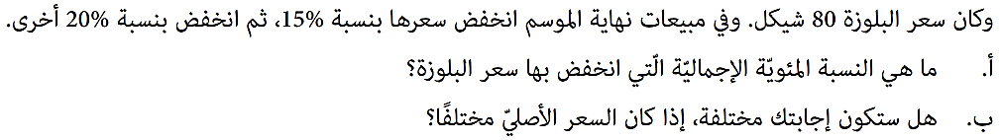 وكان سعر البلوزة 80 شيكل. وفي مبيعات نهاية الموسم انخفض سعرها بنسبة 15%، ثم انخفض بنسبة 20% أخرى.
أ. ما هي النسبة المئويّة الإجماليّة الّتي انخفض بها سعر البلوزة؟
ب. هل ستكون إجابتك مختلفة، إذا كان السعر الأصليّ مختلفًا؟